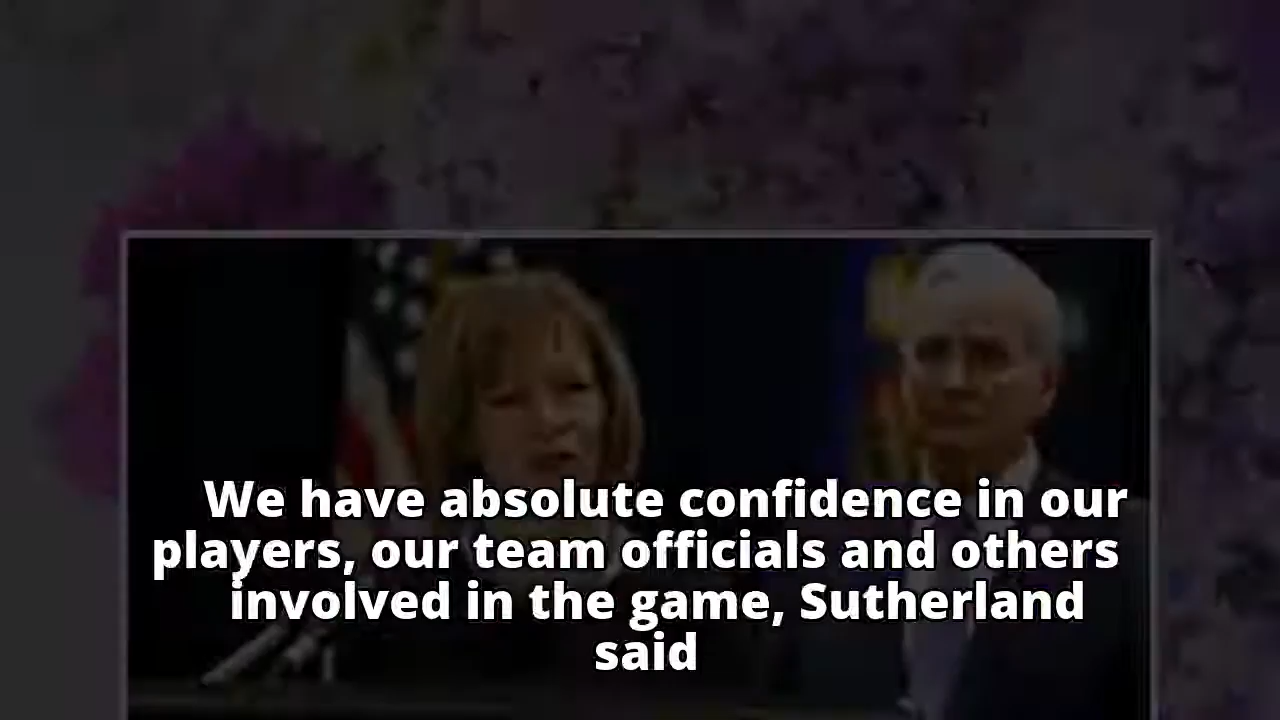 We have absolute confidence in our
players, our team officials and others
involved in the game, Sutherland
said